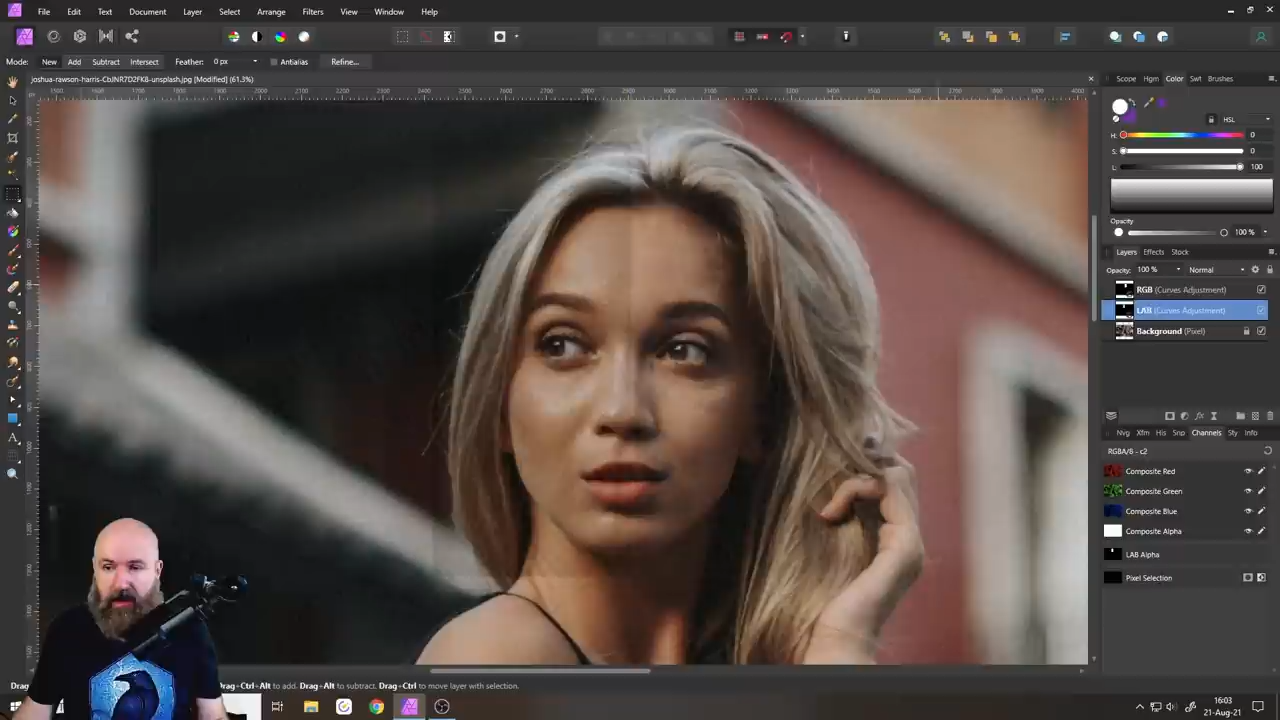 File Edit Text Document Layer Select Arrange Filters View Window Help
Mode: New Add Subtract Intersect Feather: 0 px Antialias Refine...
joshua-rawson-harris-CbJNR7D2FK8-unsplash.jpg [Modified] (61.3%)
Scope Hgm Color Swt Brushes
HSL
H: 0
S: 0
L: 100
Opacity
100 %
Layers Effects Stock
Opacity: 100 % Normal
RGB (Curves Adjustment)
LAB (Curves Adjustment)
Background (Pixel)
Nvg Xfm His Snp Channels Sty Info
RGBA/8 - c2
Composite Red
Composite Green
Composite Blue
Composite Alpha
LAB Alpha
Pixel Selection
Drag+Ctrl+Alt to add. Drag+Alt to subtract. Drag+Ctrl to move layer with selection.
16:03
21-Aug-21